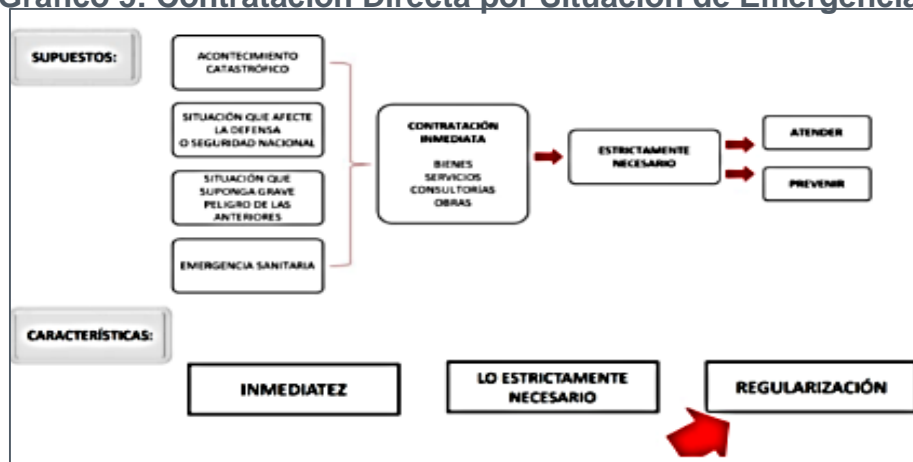 Gráfico 3: Contratación Directa por Situación de Emergencia
SUPUESTOS:
ACONTECIMIENTO
CATASTRÓFICO
SITUACIÓN QUE AFECTE
LA DEFENSA
O SEGURIDAD NACIONAL
SITUACIÓN QUE
SUPONGA GRAVE
PELIGRO DE LAS
ANTERIORES
EMERGENCIA SANITARIA
CONTRATACIÓN
INMEDIATA
BIENES
SERVICIOS
CONSULTORÍAS
OBRAS
ESTRICTAMENTE
NECESARIO
ATENDER
PREVENIR
CARACTERÍSTICAS:
INMEDIATEZ
LO ESTRICTAMENTE
NECESARIO
REGULARIZACIÓN